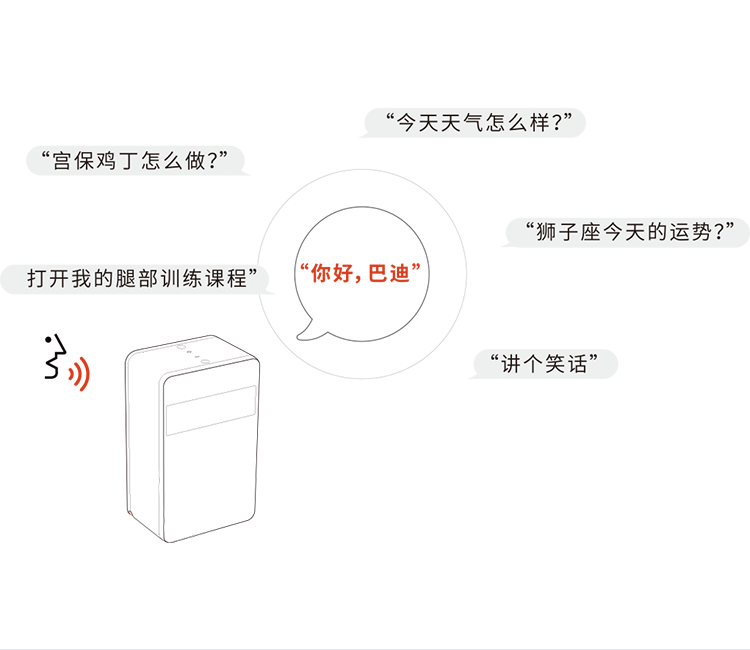 “今天天气怎么样?”
“宫保鸡丁怎么做?”
“狮子座今天的运势?”
“你好, 巴迪”
打开我的腿部训练课程”
“讲个笑话”